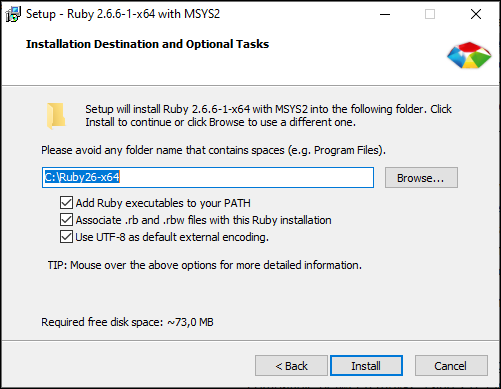 Setup - Ruby 2.6.6-1-x64 with MSYS2
Installation Destination and Optional Tasks
Setup will install Ruby 2.6.6-1-x64 with MSYS2 into the following folder. Click
Install to continue or click Browse to use a different one.
Please avoid any folder name that contains spaces (e.g. Program Files).
C:\Ruby26-x64
Browse...
Add Ruby executables to your PATH
Associate .rb and .rbw files with this Ruby installation
Use UTF-8 as default external encoding.
TIP: Mouse over the above options for more detailed information.
Required free disk space: ~73,0 MB
< Back
Install
Cancel